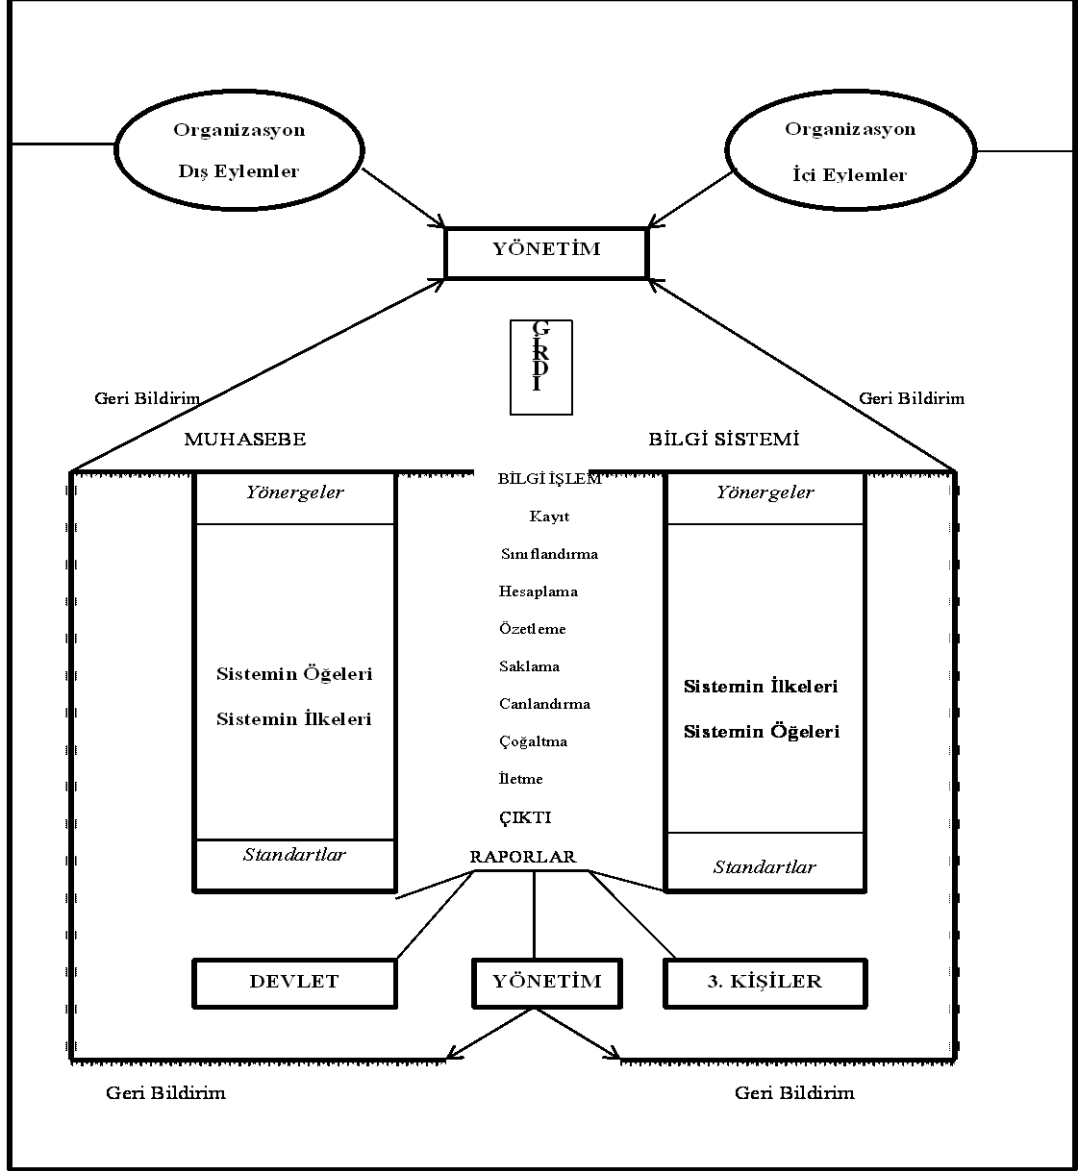 Organizasyon
Dış Eylemler
Organizasyon
İçi Eylemler
YÖNETİM
GİRDİ
Geri Bildirim
Geri Bildirim
MUHASEBE
BİLGİ SİSTEMİ
Yönergeler
Sistemin Öğeleri
Sistemin İlkeleri
Standartlar
BİLGİ İŞLEM
Kayıt
Sınıflandırma
Hesaplama
Özetleme
Saklama
Canlandırma
Çoğaltma
İletme
ÇIKTI
RAPORLAR
Yönergeler
Sistemin İlkeleri
Sistemin Öğeleri
Standartlar
DEVLET
YÖNETİM
3. KİŞİLER
Geri Bildirim
Geri Bildirim